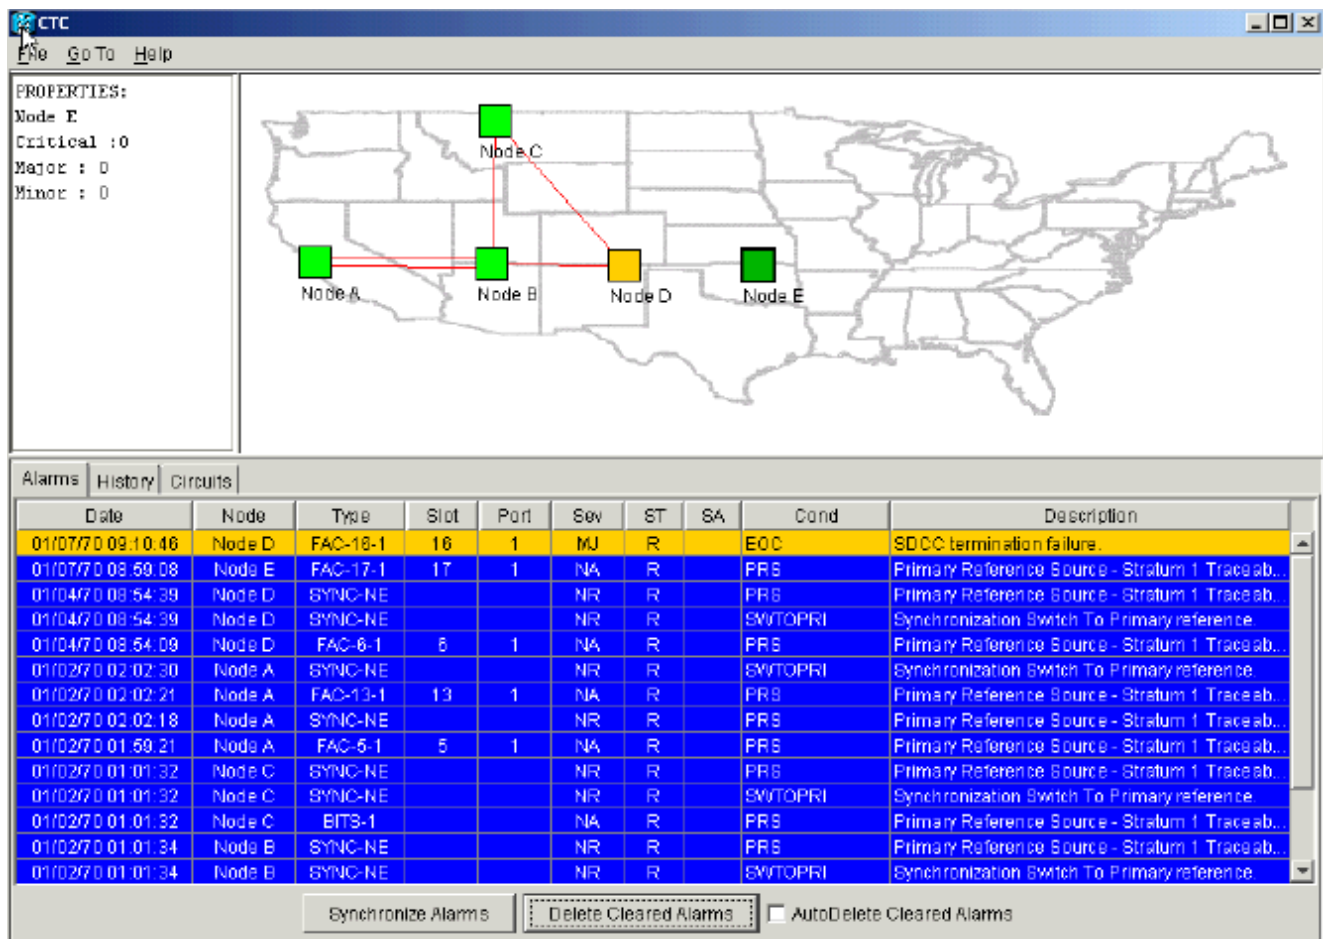 CTC
File Go To Help
PROPERTIES:
Node E
Critical :0
Major : 0
Minor : 0
Node C
Node A
Node B
Node D
Node E
Alarms History Circuits
Date Node Type Slot Port Sev ST SA Cond Description
01/07/70 09:10:46 Node D FAC-16-1 16 1 MJ R EOC SDCC termination failure.
01/07/70 08:59:08 Node E FAC-17-1 17 1 NA R PRS Primary Reference Source - Stratum 1 Traceab...
01/04/70 08:54:39 Node D SYNC-NE NR R PRS Primary Reference Source - Stratum 1 Traceab...
01/04/70 08:54:39 Node D SYNC-NE NR R SWTOPRI Synchronization Switch To Primary reference.
01/04/70 08:54:09 Node D FAC-6-1 6 1 NA R PRS Primary Reference Source - Stratum 1 Traceab...
01/02/70 02:02:30 Node A SYNC-NE NR R SWTOPRI Synchronization Switch To Primary reference.
01/02/70 02:02:21 Node A FAC-13-1 13 1 NA R PRS Primary Reference Source - Stratum 1 Traceab...
01/02/70 02:02:18 Node A SYNC-NE NR R PRS Primary Reference Source - Stratum 1 Traceab...
01/02/70 01:59:21 Node A FAC-5-1 5 1 NA R PRS Primary Reference Source - Stratum 1 Traceab...
01/02/70 01:01:32 Node C SYNC-NE NR R PRS Primary Reference Source - Stratum 1 Traceab...
01/02/70 01:01:32 Node C SYNC-NE NR R SWTOPRI Synchronization Switch To Primary reference.
01/02/70 01:01:32 Node C BITS-1 NA R PRS Primary Reference Source - Stratum 1 Traceab...
01/02/70 01:01:34 Node B SYNC-NE NR R PRS Primary Reference Source - Stratum 1 Traceab...
01/02/70 01:01:34 Node B SYNC-NE NR R SWTOPRI Synchronization Switch To Primary reference.
Synchronize Alarms Delete Cleared Alarms AutoDelete Cleared Alarms